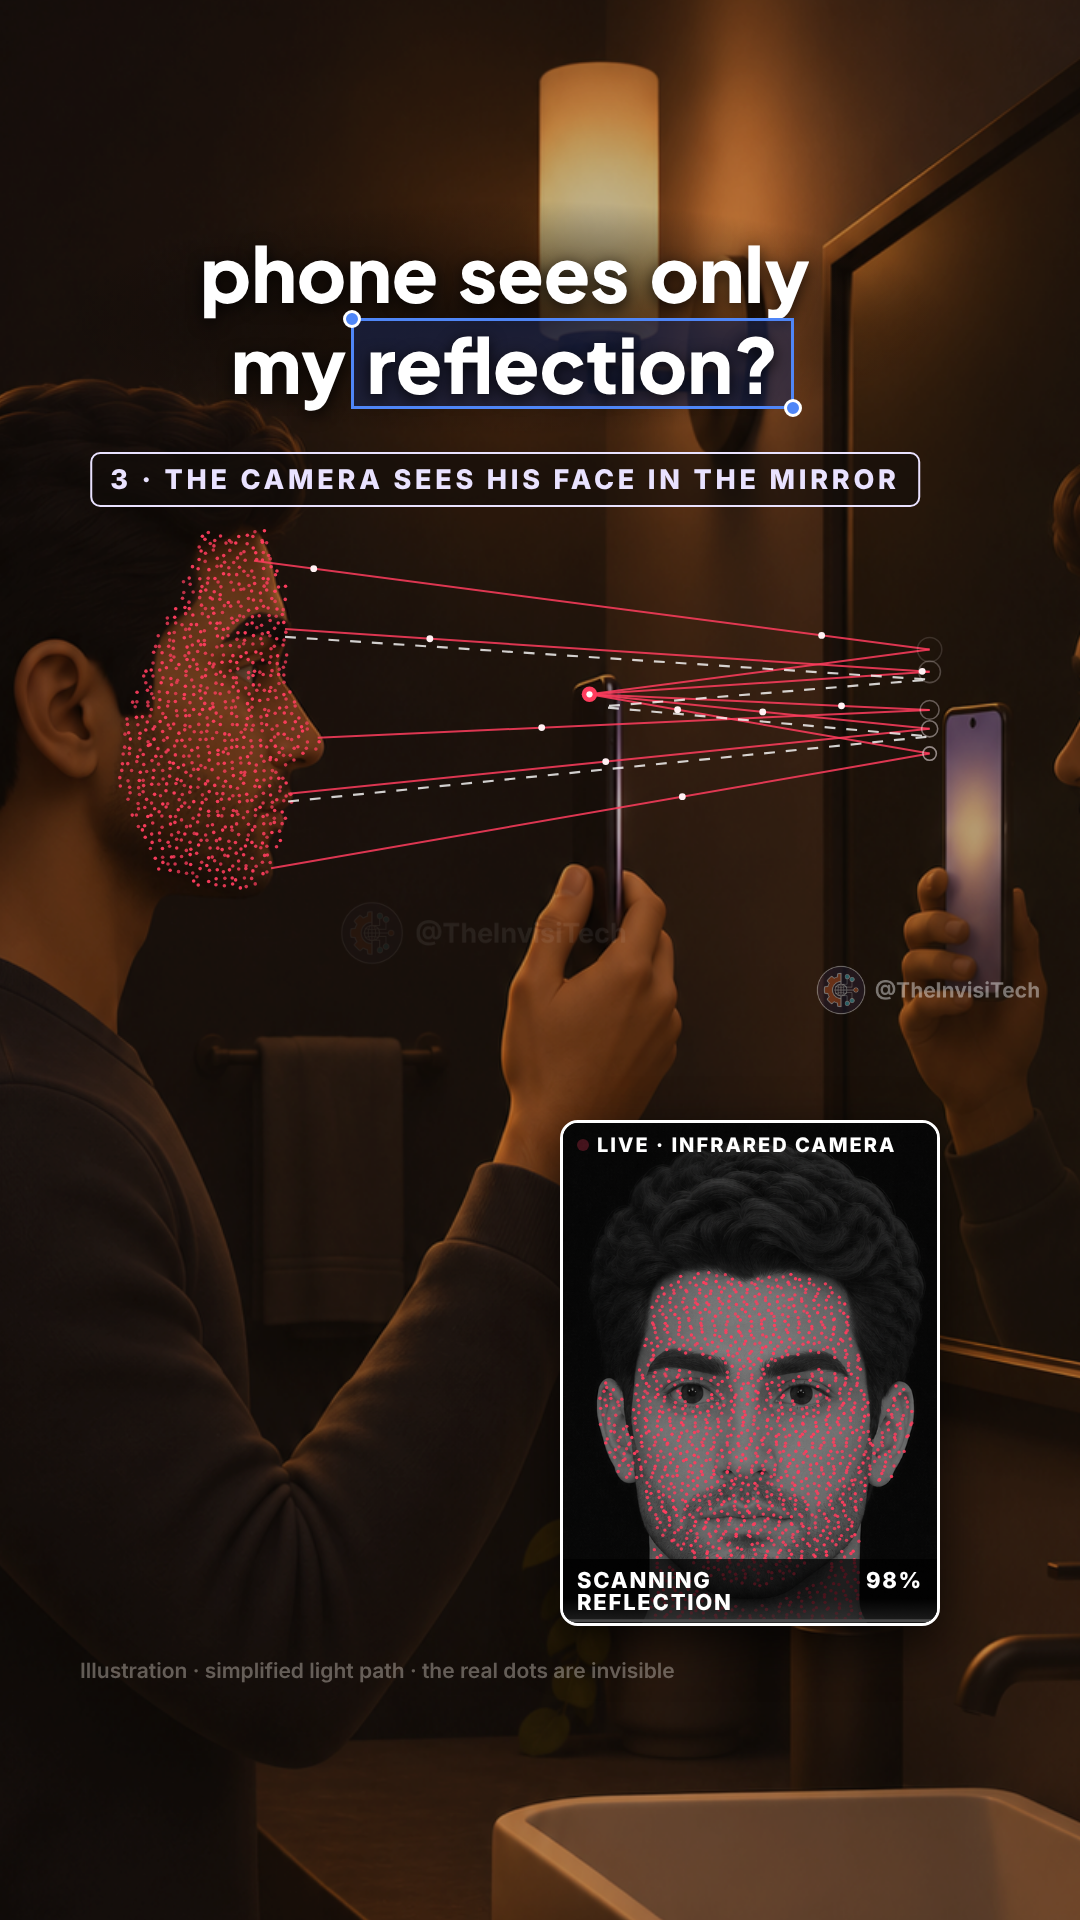 phone sees only
my reflection?
3 · THE CAMERA SEES HIS FACE IN THE MIRROR
@TheInvisiTech
@TheInvisiTech
LIVE · INFRARED CAMERA
SCANNING
REFLECTION
98%
Illustration · simplified light path · the real dots are invisible